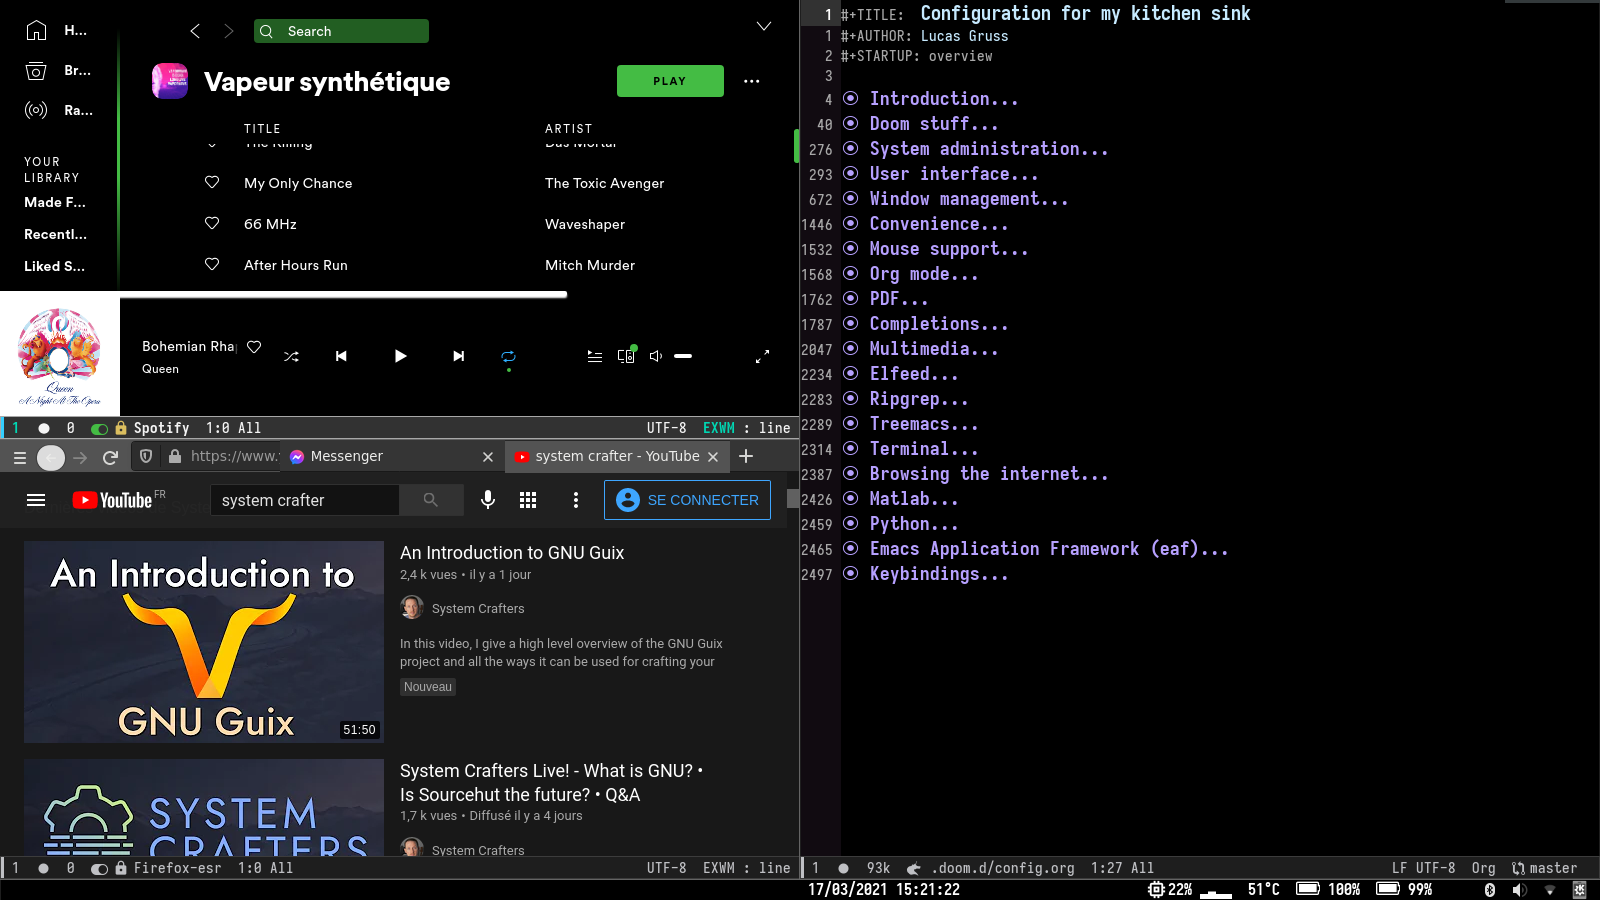 H...
Search
Br...
Vapeur synthétique
PLAY
Ra...
TITLE ARTIST
The Killing Das Mortal
YOUR
LIBRARY
My Only Chance The Toxic Avenger
Made F...
66 MHz Waveshaper
Recentl...
After Hours Run Mitch Murder
Liked S...
Bohemian Rha
Queen
Queen
A Night At The Opera
1 0 Spotify 1:0 All UTF-8 EXWM : line
https://www.
Messenger
system crafter - YouTube
YouTube FR
system crafter
SE CONNECTER
An Introduction to
GNU Guix
51:50
An Introduction to GNU Guix
2,4 k vues • il y a 1 jour
System Crafters
In this video, I give a high level overview of the GNU Guix
project and all the ways it can be used for crafting your
Nouveau
SYSTEM
CRAFTERS
System Crafters Live! - What is GNU? •
Is Sourcehut the future? • Q&A
1,7 k vues • Diffusé il y a 4 jours
System Crafters
1 0 Firefox-esr 1:0 All UTF-8 EXWM : line
1 #+TITLE: Configuration for my kitchen sink
1 #+AUTHOR: Lucas Gruss
2 #+STARTUP: overview
3
4 Introduction...
40 Doom stuff...
276 System administration...
293 User interface...
672 Window management...
1446 Convenience...
1532 Mouse support...
1568 Org mode...
1762 PDF...
1787 Completions...
2047 Multimedia...
2234 Elfeed...
2283 Ripgrep...
2289 Treemacs...
2314 Terminal...
2387 Browsing the internet...
2426 Matlab...
2459 Python...
2465 Emacs Application Framework (eaf)...
2497 Keybindings...
1 93k .doom.d/config.org 1:27 All LF UTF-8 Org master
17/03/2021 15:21:22 22% 51°C 100% 99%